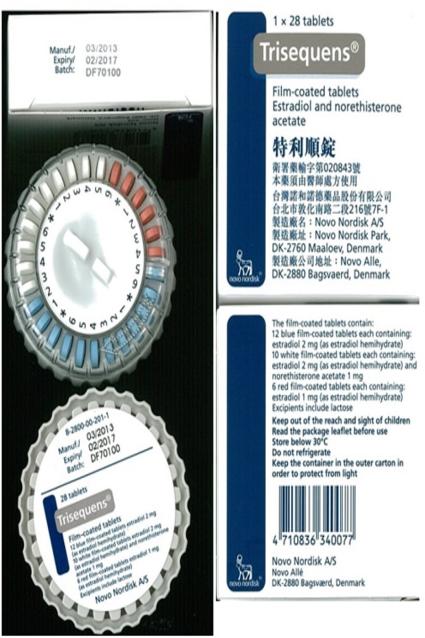 Manuf./ 03/2013
Expiry/ 02/2017
Batch: DF70100
8-2800-00-201-1
Manuf./ 03/2013
Expiry/ 02/2017
Batch: DF70100
28 tablets
Trisequens®
Film-coated tablets
12 blue film-coated tablets estradiol 2 mg
(as estradiol hemihydrate)
10 white film-coated tablets estradiol 2 mg
(as estradiol hemihydrate) and norethisterone
acetate 1 mg
6 red film-coated tablets estradiol 1 mg
(as estradiol hemihydrate)
Excipients include lactose
Novo Nordisk A/S
1 x 28 tablets
Trisequens®
Film-coated tablets
Estradiol and norethisterone
acetate
特利順錠
衛署藥輸字第020843號
本藥須由醫師處方使用
台灣諾和諾德藥品股份有限公司
台北市敦化南路二段216號7F-1
製造廠名：Novo Nordisk A/S
製造廠址：Novo Nordisk Park,
DK-2760 Maaloev, Denmark
製造廠公司地址：Novo Alle,
DK-2880 Bagsvaerd, Denmark
novo nordisk
The film-coated tablets contain:
12 blue film-coated tablets each containing:
estradiol 2 mg (as estradiol hemihydrate)
10 white film-coated tablets each containing:
estradiol 2 mg (as estradiol hemihydrate) and
norethisterone acetate 1 mg
6 red film-coated tablets each containing:
estradiol 1 mg (as estradiol hemihydrate)
Excipients include lactose
Keep out of the reach and sight of children
Read the package leaflet before use
Store below 30°C
Do not refrigerate
Keep the container in the outer carton in
order to protect from light
4 710836 340077
Novo Nordisk A/S
Novo Allé
DK-2880 Bagsværd, Denmark
novo nordisk